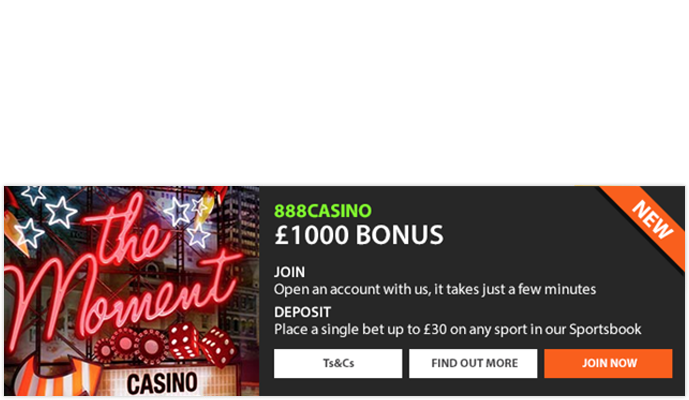 the
Moment
CASINO
NEW
888CASINO
£1000 BONUS
JOIN
Open an account with us, it takes just a few minutes
DEPOSIT
Place a single bet up to £30 on any sport in our Sportsbook
Ts&Cs
FIND OUT MORE
JOIN NOW